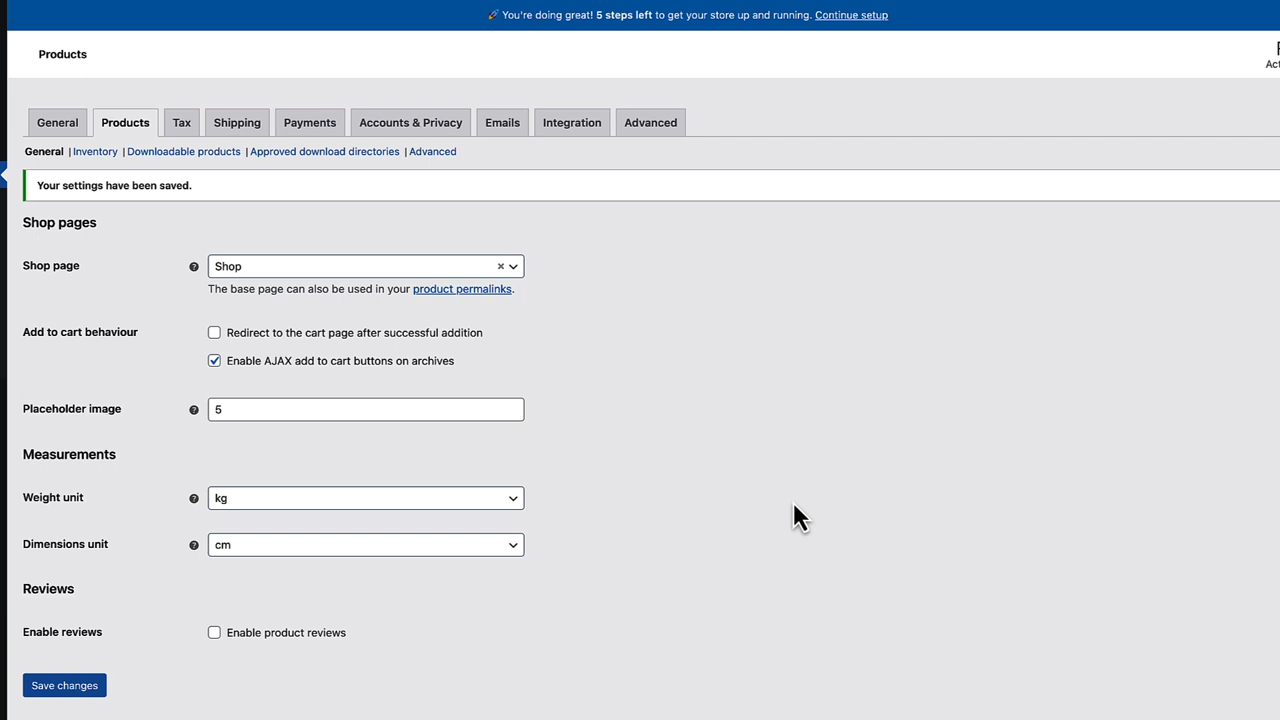 🚀 You're doing great! 5 steps left to get your store up and running. Continue setup
Products
Act
General Products Tax Shipping Payments Accounts & Privacy Emails Integration Advanced
General | Inventory | Downloadable products | Approved download directories | Advanced
Your settings have been saved.
Shop pages
Shop page Shop
The base page can also be used in your product permalinks.
Add to cart behaviour Redirect to the cart page after successful addition
Enable AJAX add to cart buttons on archives
Placeholder image 5
Measurements
Weight unit kg
Dimensions unit cm
Reviews
Enable reviews Enable product reviews
Save changes